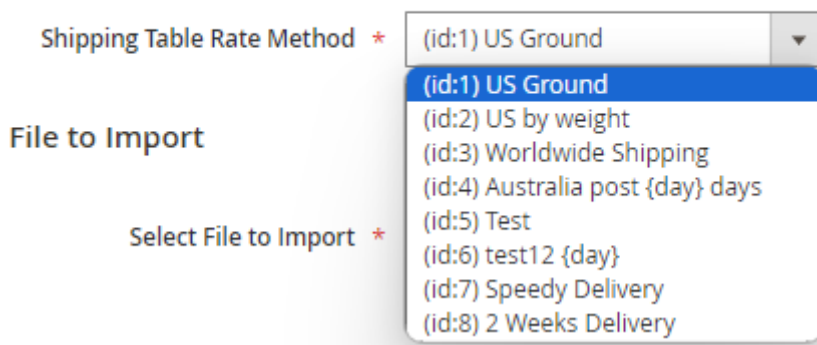 Shipping Table Rate Method * (id:1) US Ground
(id:1) US Ground
(id:2) US by weight
File to Import
(id:3) Worldwide Shipping
(id:4) Australia post {day} days
(id:5) Test
Select File to Import *
(id:6) test12 {day}
(id:7) Speedy Delivery
(id:8) 2 Weeks Delivery